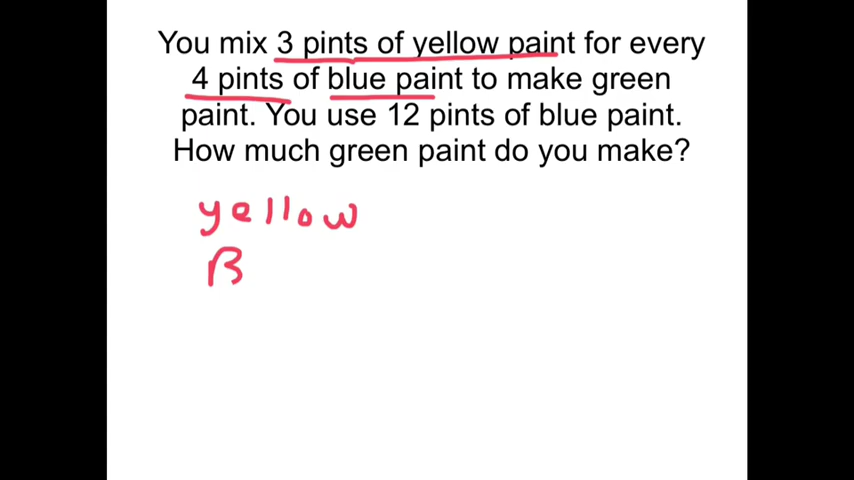 You mix 3 pints of yellow paint for every
4 pints of blue paint to make green
paint. You use 12 pints of blue paint.
How much green paint do you make?
yellow
B